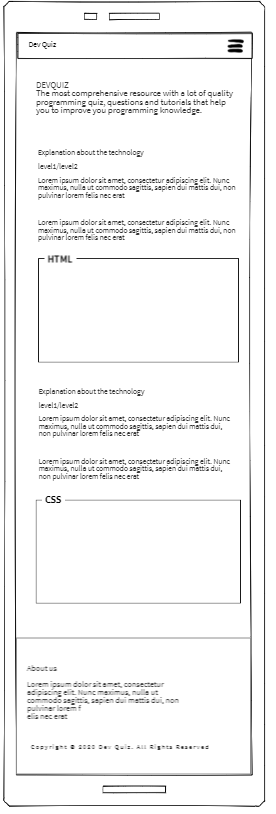 Dev Quiz
DEVQUIZ
The most comprehensive resource with a lot of quality
programming quiz, questions and tutorials that help
you to improve you programming knowledge.
Explanation about the technology
level1/level2
Lorem ipsum dolor sit amet, consectetur adipiscing elit. Nunc
maximus, nulla ut commodo sagittis, sapien dui mattis dui, non
pulvinar lorem felis nec erat
Lorem ipsum dolor sit amet, consectetur adipiscing elit. Nunc
maximus, nulla ut commodo sagittis, sapien dui mattis dui, non
pulvinar lorem felis nec erat
HTML
Explanation about the technology
level1/level2
Lorem ipsum dolor sit amet, consectetur adipiscing elit. Nunc
maximus, nulla ut commodo sagittis, sapien dui mattis dui,
non pulvinar lorem felis nec erat
Lorem ipsum dolor sit amet, consectetur adipiscing elit. Nunc
maximus, nulla ut commodo sagittis, sapien dui mattis dui,
non pulvinar lorem felis nec erat
CSS
About us
Lorem ipsum dolor sit amet, consectetur
adipiscing elit. Nunc maximus, nulla ut
commodo sagittis, sapien dui mattis dui, non
pulvinar lorem f
elis nec erat
Copyright © 2020 Dev Quiz. All Rights Reserved